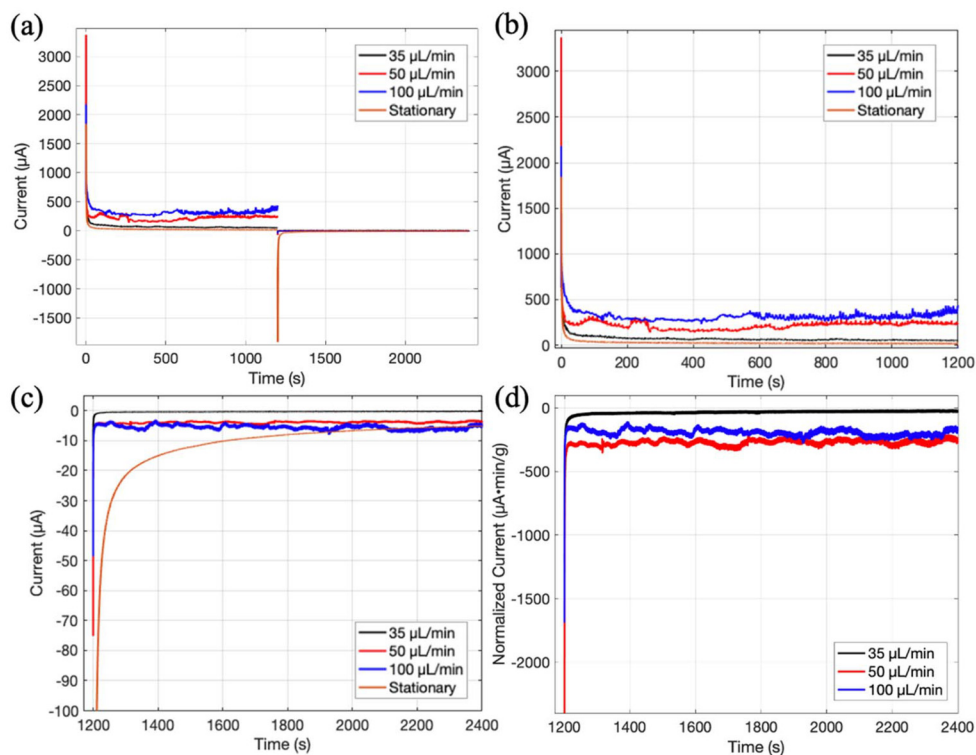 (a)
Current (µA)
3000
2500
2000
1500
1000
500
0
-500
-1000
-1500
35 µL/min
50 µL/min
100 µL/min
Stationary
0
500
1000
1500
2000
Time (s)
(b)
Current (µA)
3500
3000
2500
2000
1500
1000
500
0
35 µL/min
50 µL/min
100 µL/min
Stationary
0
200
400
600
800
1000
1200
Time (s)
(c)
Current (µA)
0
-10
-20
-30
-40
-50
-60
-70
-80
-90
-100
35 µL/min
50 µL/min
100 µL/min
Stationary
1200
1400
1600
1800
2000
2200
2400
Time (s)
(d)
Normalized Current (µA•min/g)
0
-500
-1000
-1500
-2000
35 µL/min
50 µL/min
100 µL/min
1200
1400
1600
1800
2000
2200
2400
Time (s)